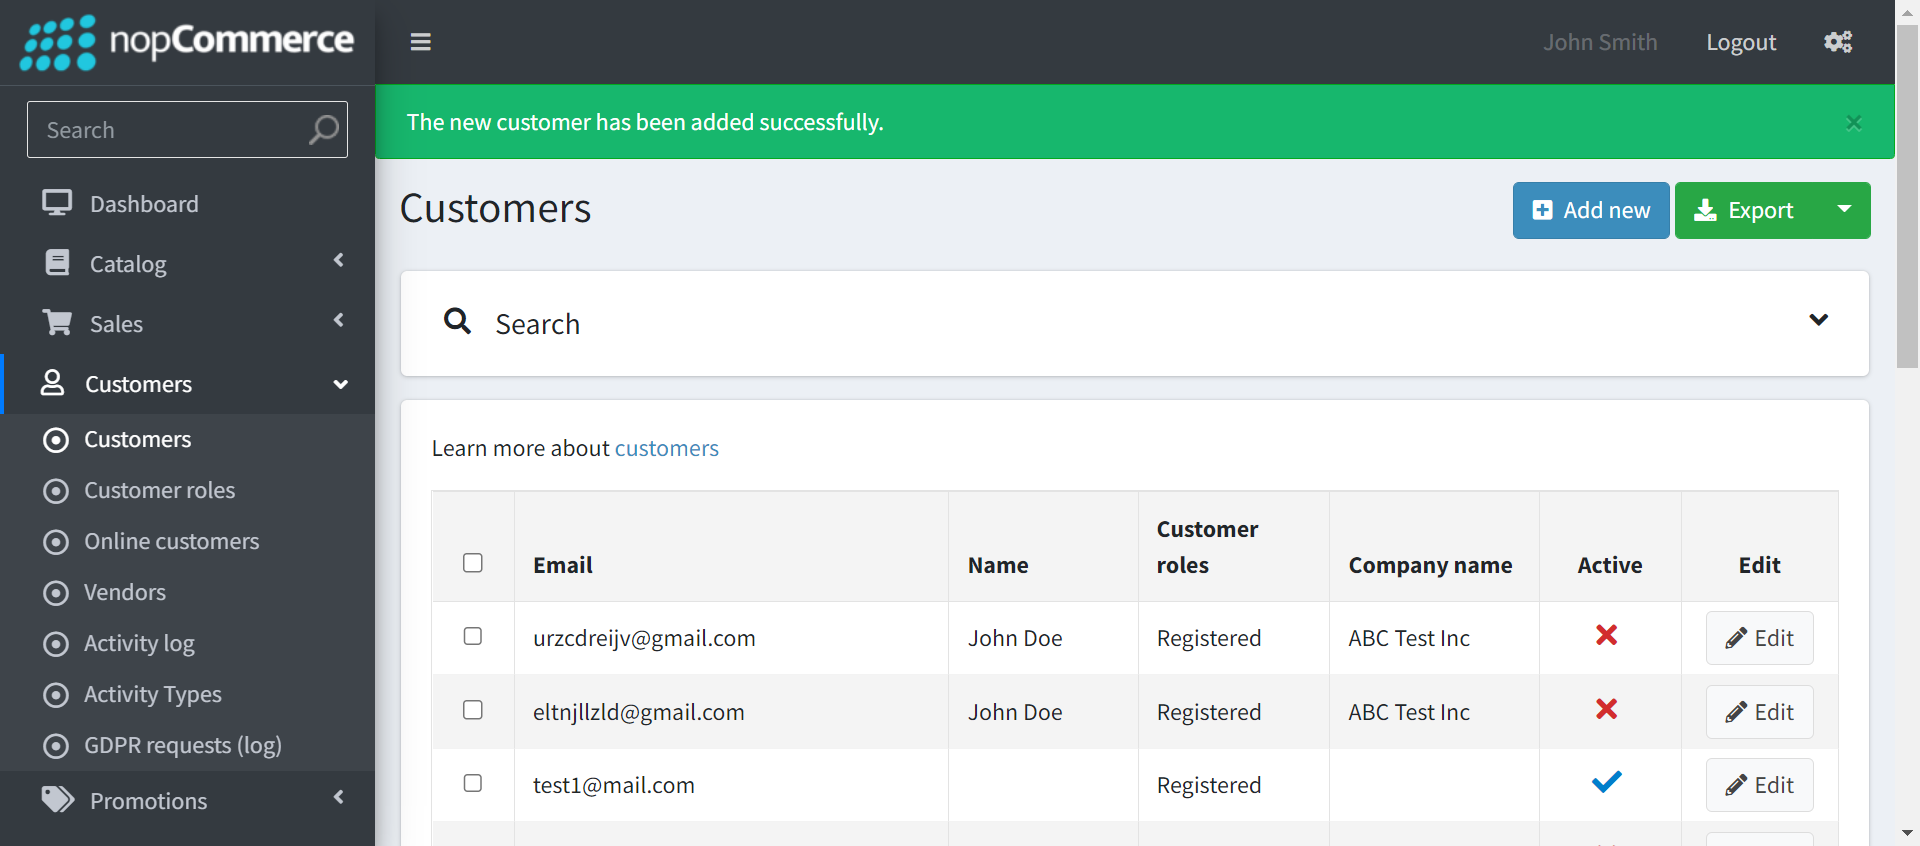 nopCommerce
John Smith
Logout
Search
The new customer has been added successfully.
Dashboard
Catalog
Sales
Customers
Customers
Customer roles
Online customers
Vendors
Activity log
Activity Types
GDPR requests (log)
Promotions
Customers
Add new
Export
Search
Learn more about customers
Email Name Customer roles Company name Active Edit
urzcdreijv@gmail.com John Doe Registered ABC Test Inc Edit
eltnjllzld@gmail.com John Doe Registered ABC Test Inc Edit
test1@mail.com Registered Edit